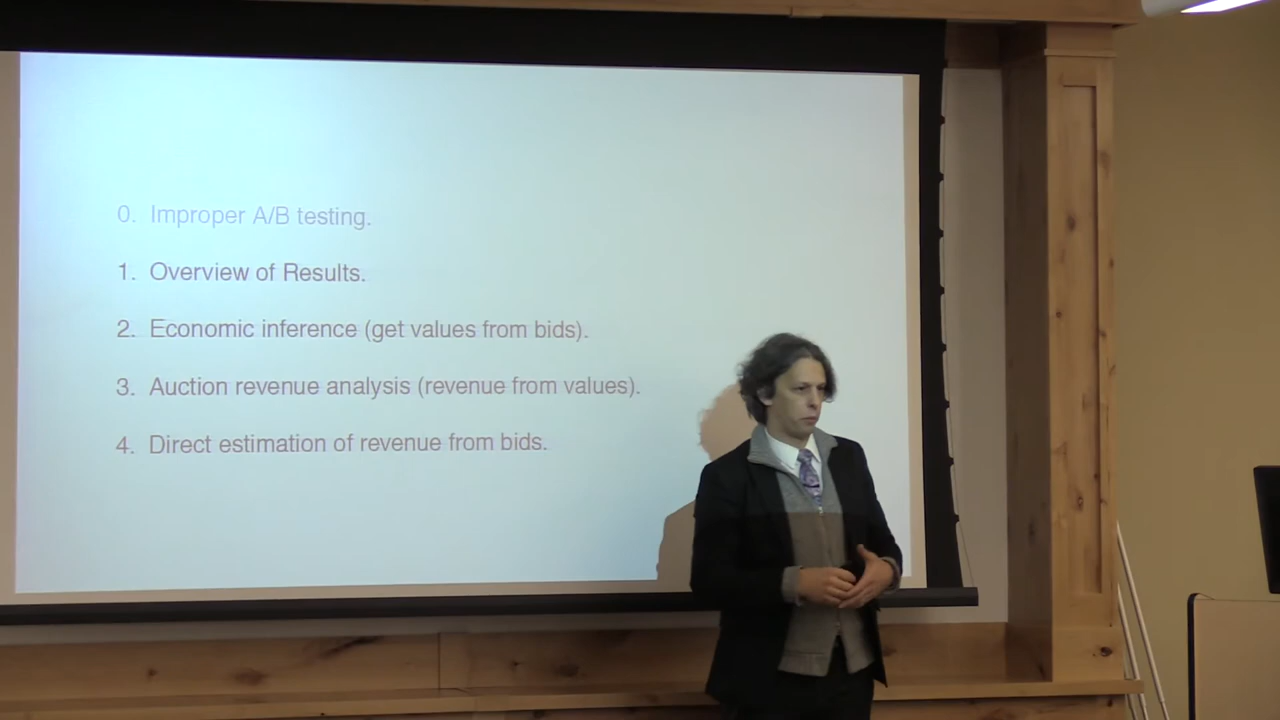 0. Improper A/B testing.
1. Overview of Results.
2. Economic inference (get values from bids).
3. Auction revenue analysis (revenue from values).
4. Direct estimation of revenue from bids.